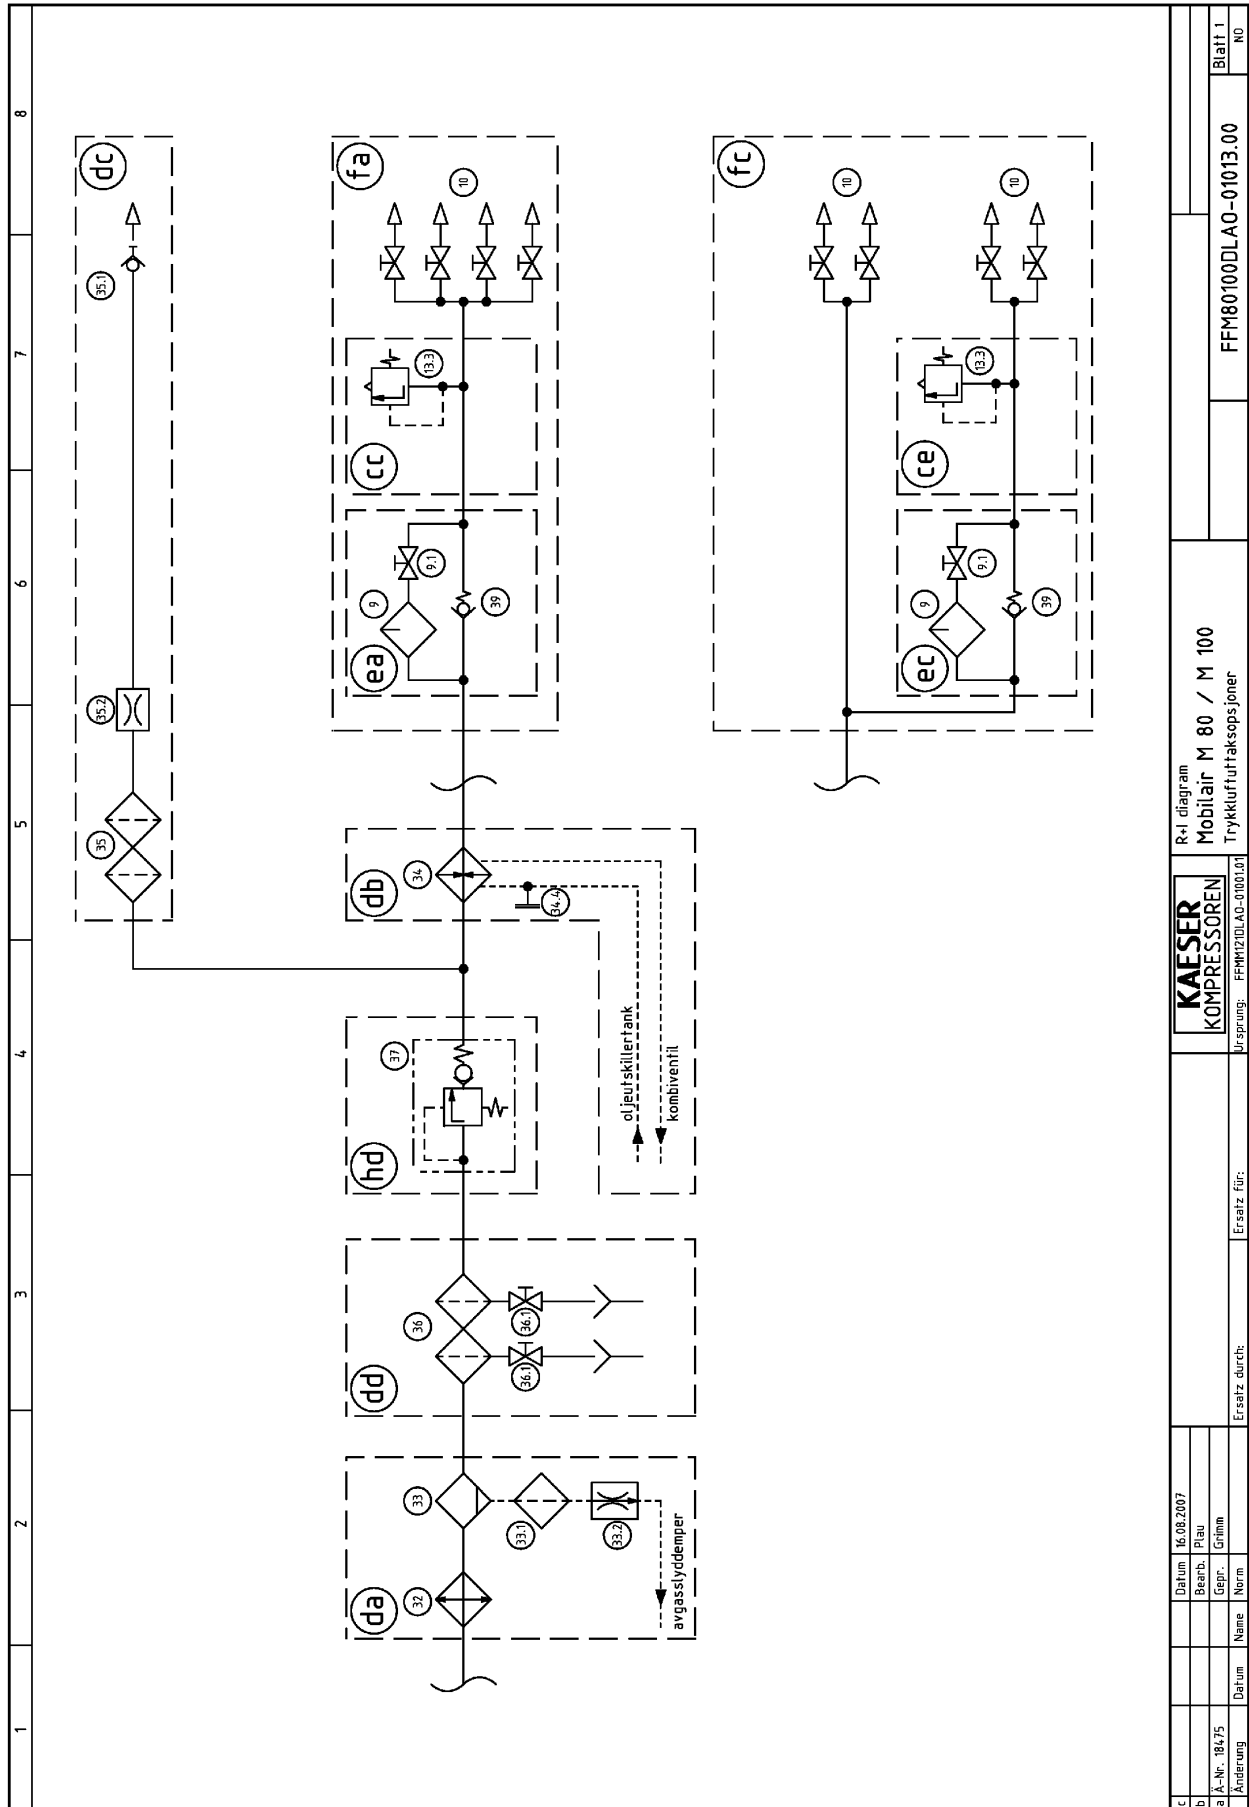 1
2
3
4
5
6
7
8
dc
35
35.2
35.1
da
32
33
33.1
33.2
avgasslyddemper
dd
36
36.1
36.1
hd
37
db
34
34.4
oljeutskillertank
kombiventil
fa
ea
9
9.1
39
cc
13.3
10
fc
ec
9
9.1
39
ce
13.3
10
10
c
b
a Ä-Nr. 18475
Änderung Datum Name
Datum 16.08.2007
Bearb. Plau
Gepr. Grimm
Norm
Ersatz durch:
Ersatz für:
KAESER
KOMPRESSOREN
Ursprung: FFMM121DLAO-01001.01
R+I diagram
Mobilair M 80 / M 100
Trykkluftuttaksopsjoner
FFM80100DLAO-01013.00
Blatt 1
NO